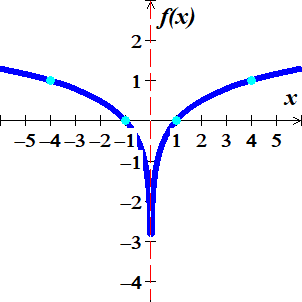 f(x)
2
1
x
–5 –4 –3 –2 –1 1 2 3 4 5
–1
–2
–3
–4